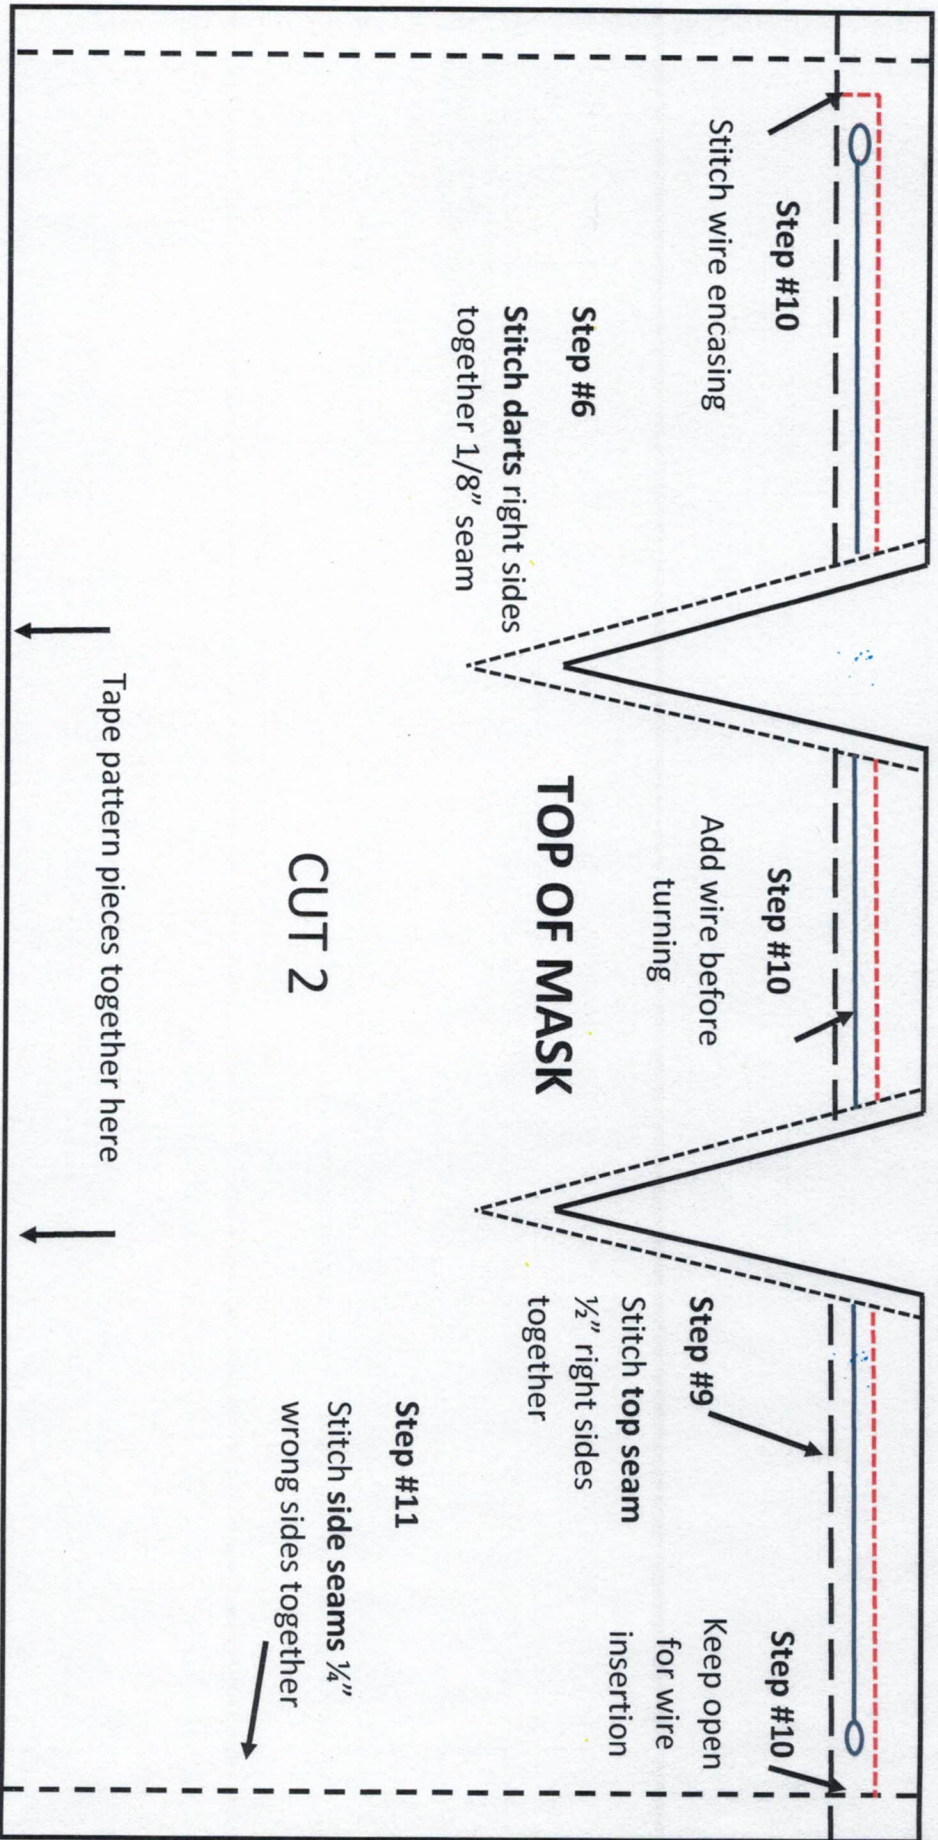 Step #10
Stitch wire encasing
Step #6
Stitch darts right sides
together 1/8” seam
Step #10
Add wire before
turning
TOP OF MASK
CUT 2
Tape pattern pieces together here
Step #9
Stitch top seam
½” right sides
together
Step #10
Keep open
for wire
insertion
Step #11
Stitch side seams ¼”
wrong sides together